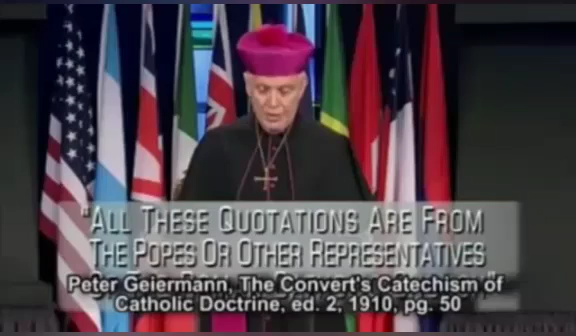 "ALL THESE QUOTATIONS ARE FROM
THE POPES OR OTHER REPRESENTATIVES
Peter Geiermann, The Convert's Catechism of
Catholic Doctrine, ed. 2, 1910, pg. 50